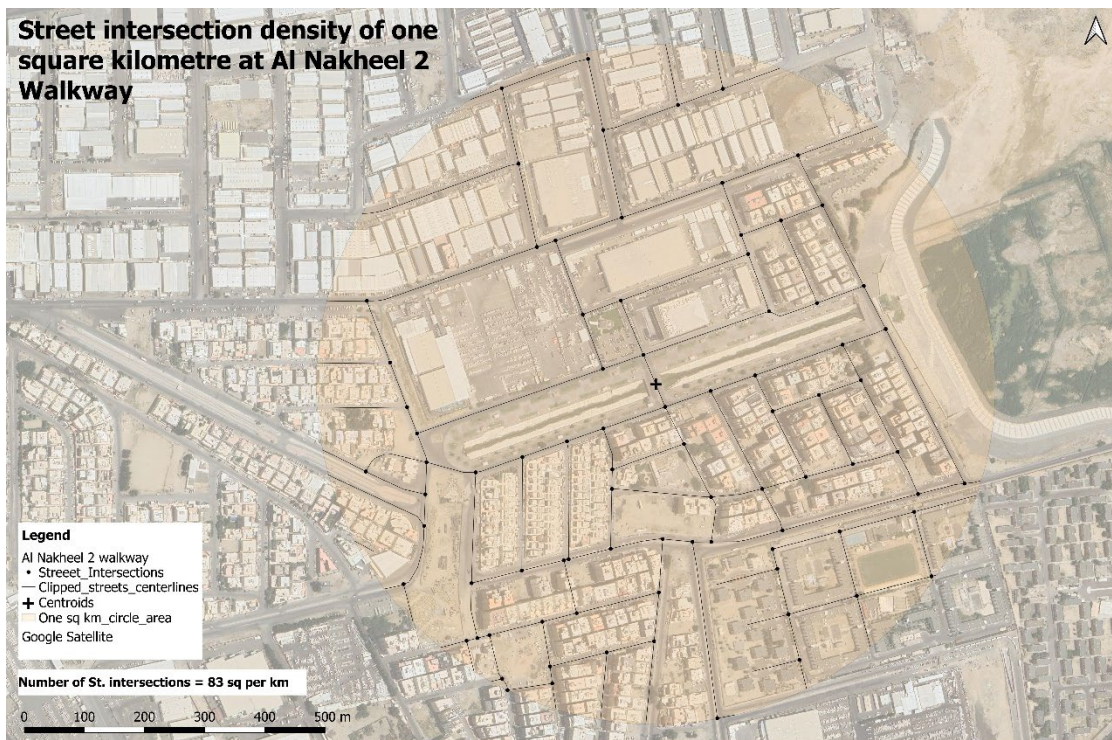 Street intersection density of one
square kilometre at Al Nakheel 2
Walkway
Legend
Al Nakheel 2 walkway
Streeet_Intersections
Clipped_streets_centerlines
Centroids
One sq km_circle_area
Google Satellite
Number of St. intersections = 83 sq per km
0 100 200 300 400 500 m